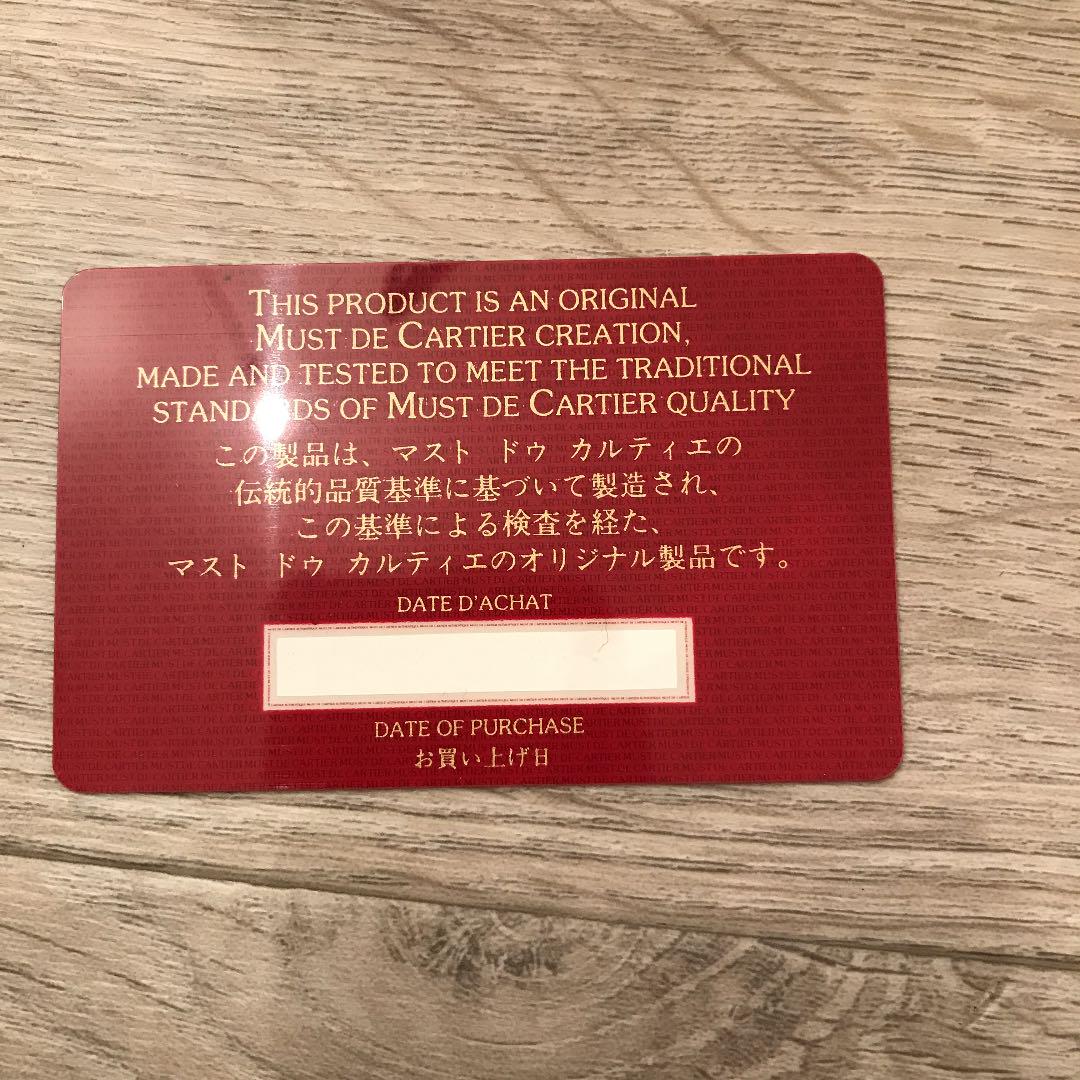 THIS PRODUCT IS AN ORIGINAL
MUST DE CARTIER CREATION,
MADE AND TESTED TO MEET THE TRADITIONAL
STANDARDS OF MUST DE CARTIER QUALITY
この製品は、マスト ドゥ カルティエの
伝統的品質基準に基づいて製造され、
この基準による検査を経た、
マスト ドゥ カルティエのオリジナル製品です。
DATE D'ACHAT
DATE OF PURCHASE
お買い上げ日